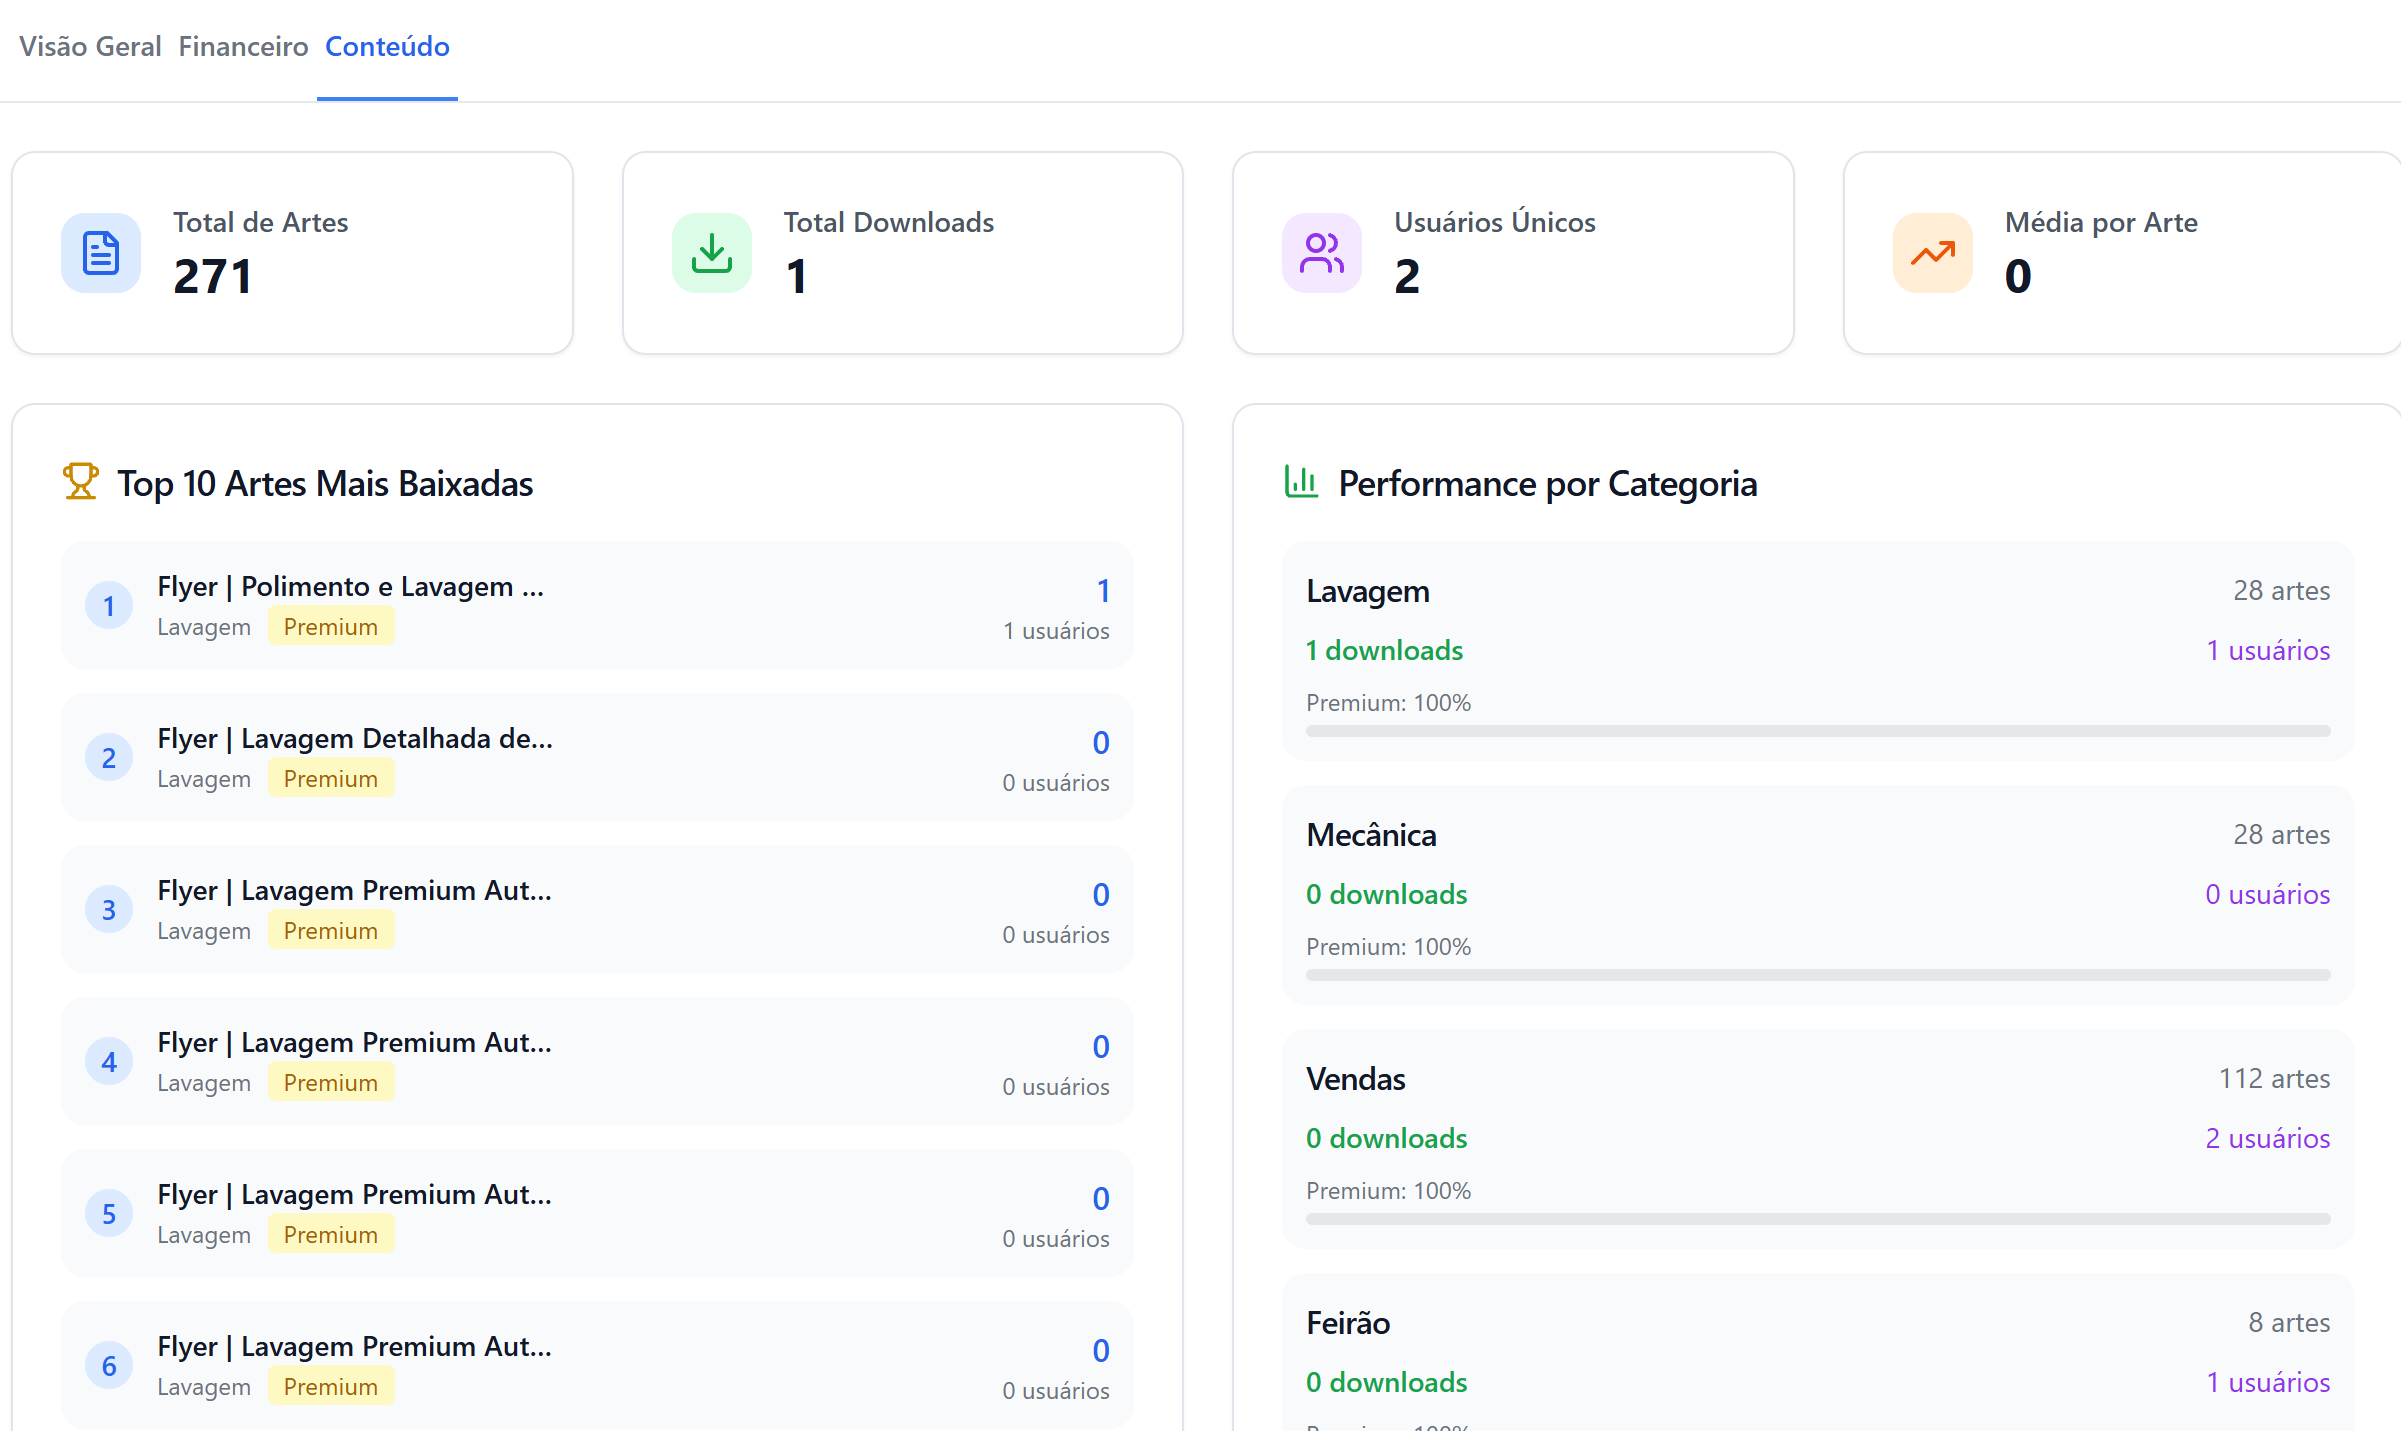 Visão Geral Financeiro Conteúdo
Total de Artes
271
Total Downloads
1
Usuários Únicos
2
Média por Arte
0
Top 10 Artes Mais Baixadas
1
Flyer | Polimento e Lavagem ...
Lavagem Premium
1
1 usuários
2
Flyer | Lavagem Detalhada de...
Lavagem Premium
0
0 usuários
3
Flyer | Lavagem Premium Aut...
Lavagem Premium
0
0 usuários
4
Flyer | Lavagem Premium Aut...
Lavagem Premium
0
0 usuários
5
Flyer | Lavagem Premium Aut...
Lavagem Premium
0
0 usuários
6
Flyer | Lavagem Premium Aut...
Lavagem Premium
0
0 usuários
Performance por Categoria
Lavagem 28 artes
1 downloads 1 usuários
Premium: 100%
Mecânica 28 artes
0 downloads 0 usuários
Premium: 100%
Vendas 112 artes
0 downloads 2 usuários
Premium: 100%
Feirão 8 artes
0 downloads 1 usuários